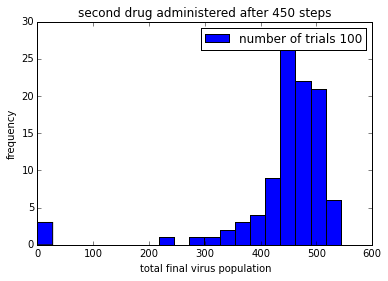 second drug administered after 450 steps
number of trials 100
frequency
30
25
20
15
10
5
0
0 100 200 300 400 500 600
total final virus population